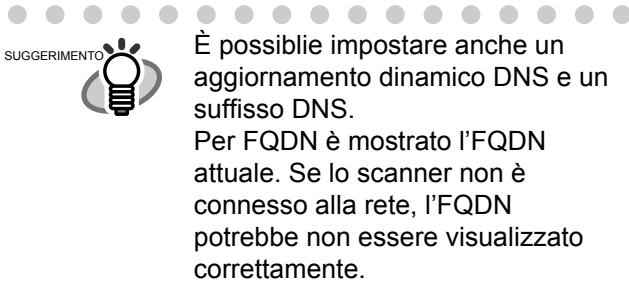 SUGGERIMENTO
È possiblie impostare anche un
aggiornamento dinamico DNS e un
suffisso DNS.
Per FQDN è mostrato l’FQDN
attuale. Se lo scanner non è
connesso alla rete, l’FQDN
potrebbe non essere visualizzato
correttamente.